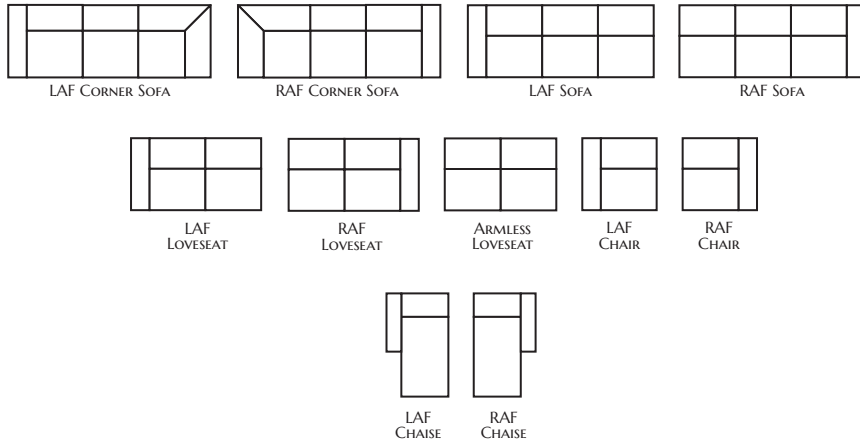 LAF Corner Sofa
RAF Corner Sofa
LAF Sofa
RAF Sofa
LAF
Loveseat
RAF
Loveseat
Armless
Loveseat
LAF
Chair
RAF
Chair
LAF
Chaise
RAF
Chaise